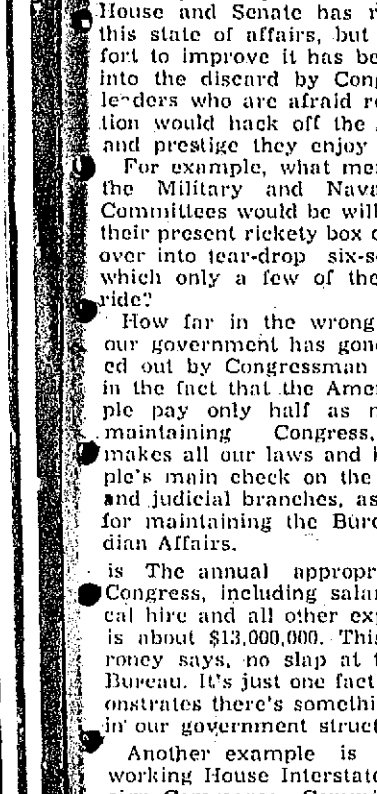 House and Senate has r
this state of affairs, but
fort to improve it has be
into the discard by Cong
leaders who are afraid re
tion would hack off the
and prestige they enjoy
For example, what me
the Military and Nava
Committees would be will
their present rickety box c
over into tear-drop six-s
which only a few of the
ride?
How far in the wrong
our government has gone
ed out by Congressman
in the fact that the Ame
ple pay only half as m
maintaining Congress,
makes all our laws and
ple's main check on the
and judicial branches, as
for maintaining the Bure
dian Affairs.
is The annual appropr
Congress, including sala
cal hire and all other ex
is about $13,000,000. This
roney says, no slap at t
Bureau. It's just one fact
onstrates there's somethi
in our government struct
Another example is
working House Interstat